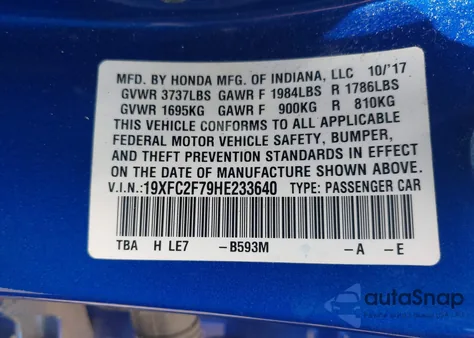 MFD. BY HONDA MFG. OF INDIANA, LLC 10/'17
GVWR 3737LBS GAWR F 1984LBS R 1786LBS
GVWR 1695KG GAWR F 900KG R 810KG
THIS VEHICLE CONFORMS TO ALL APPLICABLE
FEDERAL MOTOR VEHICLE SAFETY, BUMPER,
AND THEFT PREVENTION STANDARDS IN EFFECT
ON THE DATE OF MANUFACTURE SHOWN ABOVE.
V.I.N.: 19XFC2F79HE233640 TYPE: PASSENGER CAR
TBA H LE7 -B593M -A -E
autoSnap